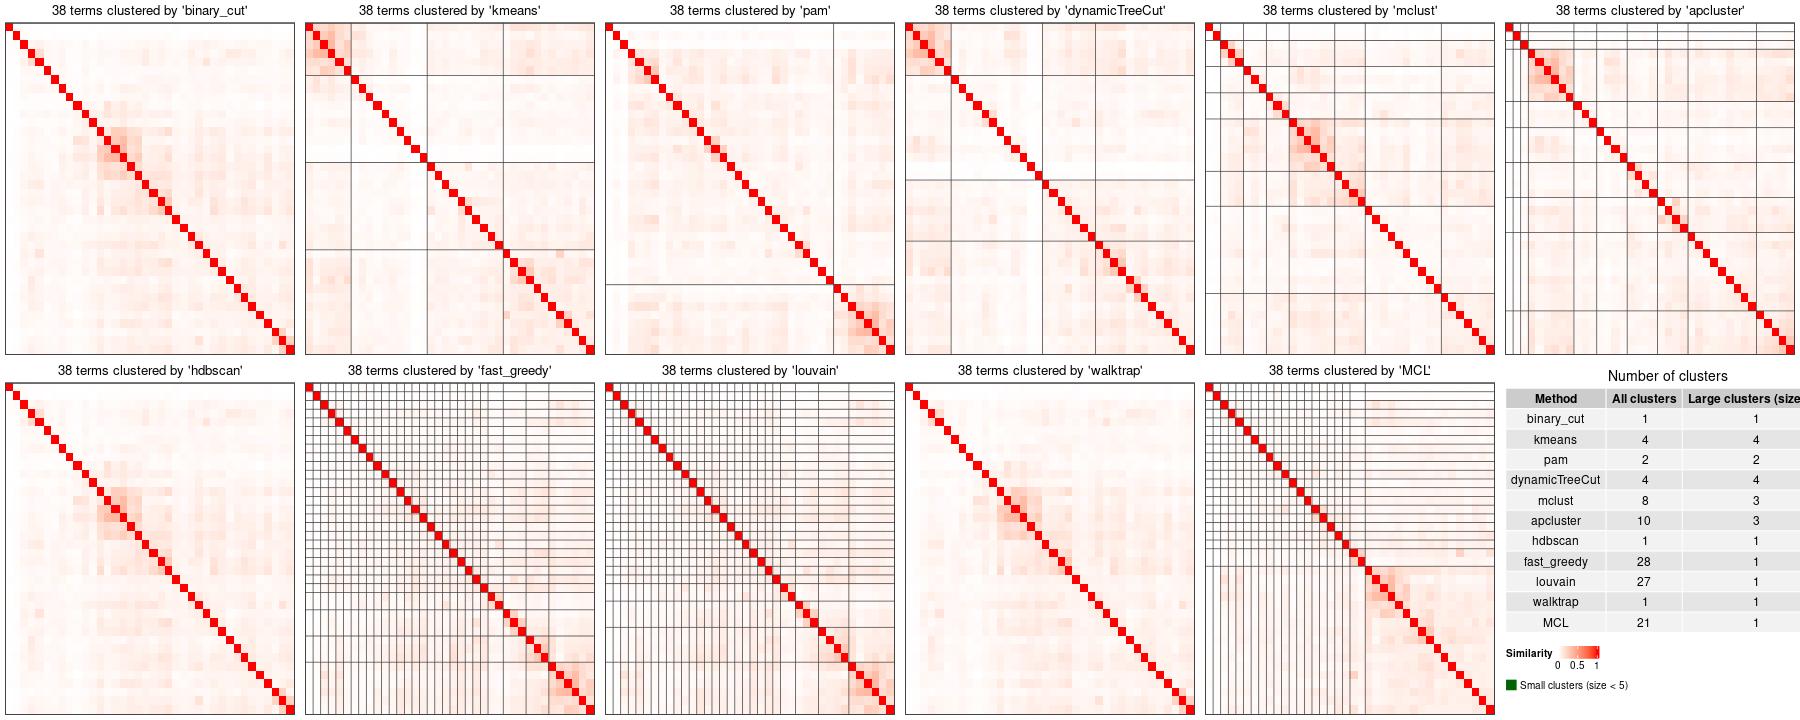 38 terms clustered by 'binary_cut'
38 terms clustered by 'kmeans'
38 terms clustered by 'pam'
38 terms clustered by 'dynamicTreeCut'
38 terms clustered by 'mclust'
38 terms clustered by 'apcluster'
38 terms clustered by 'hdbscan'
38 terms clustered by 'fast_greedy'
38 terms clustered by 'louvain'
38 terms clustered by 'walktrap'
38 terms clustered by 'MCL'
Number of clusters
Method All clusters Large clusters (size
binary_cut 1 1
kmeans 4 4
pam 2 2
dynamicTreeCut 4 4
mclust 8 3
apcluster 10 3
hdbscan 1 1
fast_greedy 28 1
louvain 27 1
walktrap 1 1
MCL 21 1
Similarity
0 0.5 1
Small clusters (size < 5)